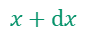 x + dx